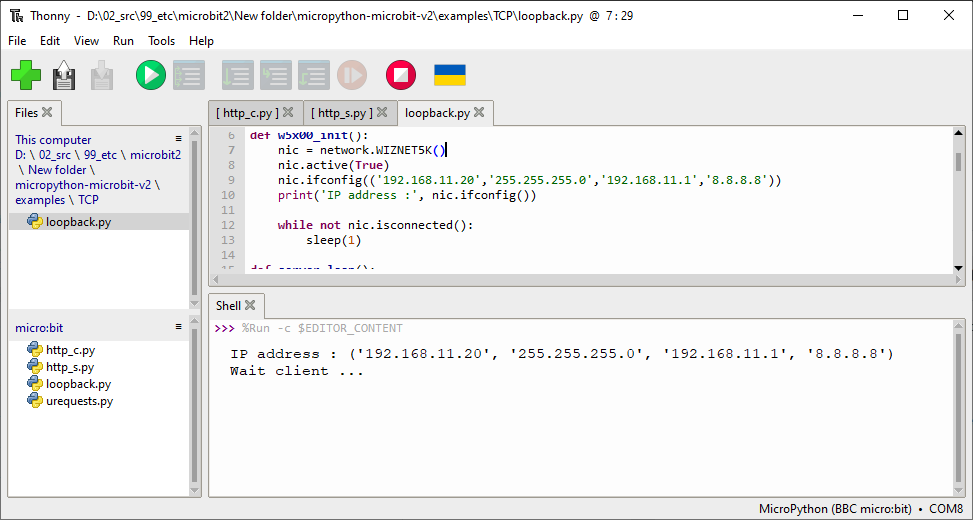 Thonny - D:\02_src\99_etc\microbit2\New folder\micropython-microbit-v2\examples\TCP\loopback.py @ 7 : 29
File Edit View Run Tools Help
Files
This computer
D: \ 02_src \ 99_etc \ microbit2
\ New folder \
micropython-microbit-v2 \
examples \ TCP
loopback.py
micro:bit
http_c.py
http_s.py
loopback.py
urequests.py
[ http_c.py ] [ http_s.py ] loopback.py
6 def w5x00_init():
7 nic = network.WIZNET5K()
8 nic.active(True)
9 nic.ifconfig(('192.168.11.20','255.255.255.0','192.168.11.1','8.8.8.8'))
10 print('IP address :', nic.ifconfig())
11
12 while not nic.isconnected():
13 sleep(1)
14
15 def server_loop():
Shell
>>> %Run -c $EDITOR_CONTENT
IP address : ('192.168.11.20', '255.255.255.0', '192.168.11.1', '8.8.8.8')
Wait client ...
MicroPython (BBC micro:bit) • COM8